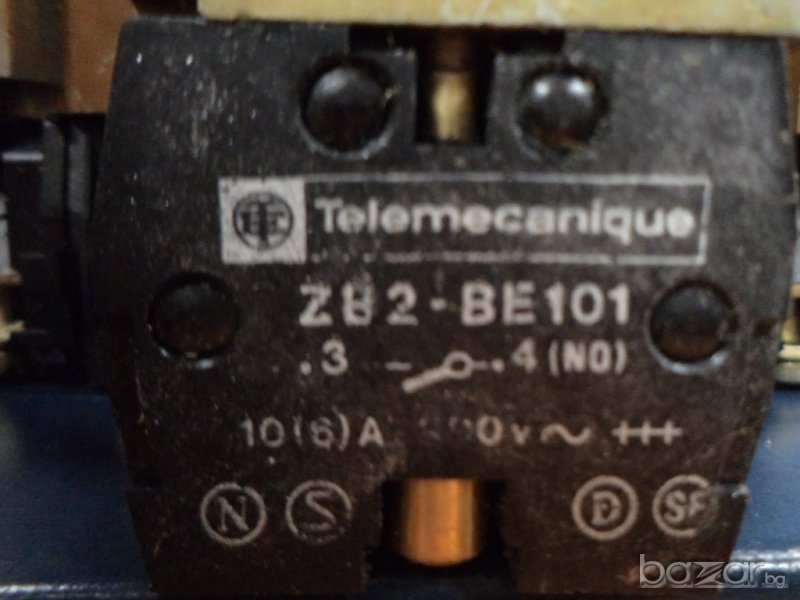 Telemecanique
ZB2-BE101
.3 .4 (NO)
10(6)A V~
N S D SF
bazar.bg